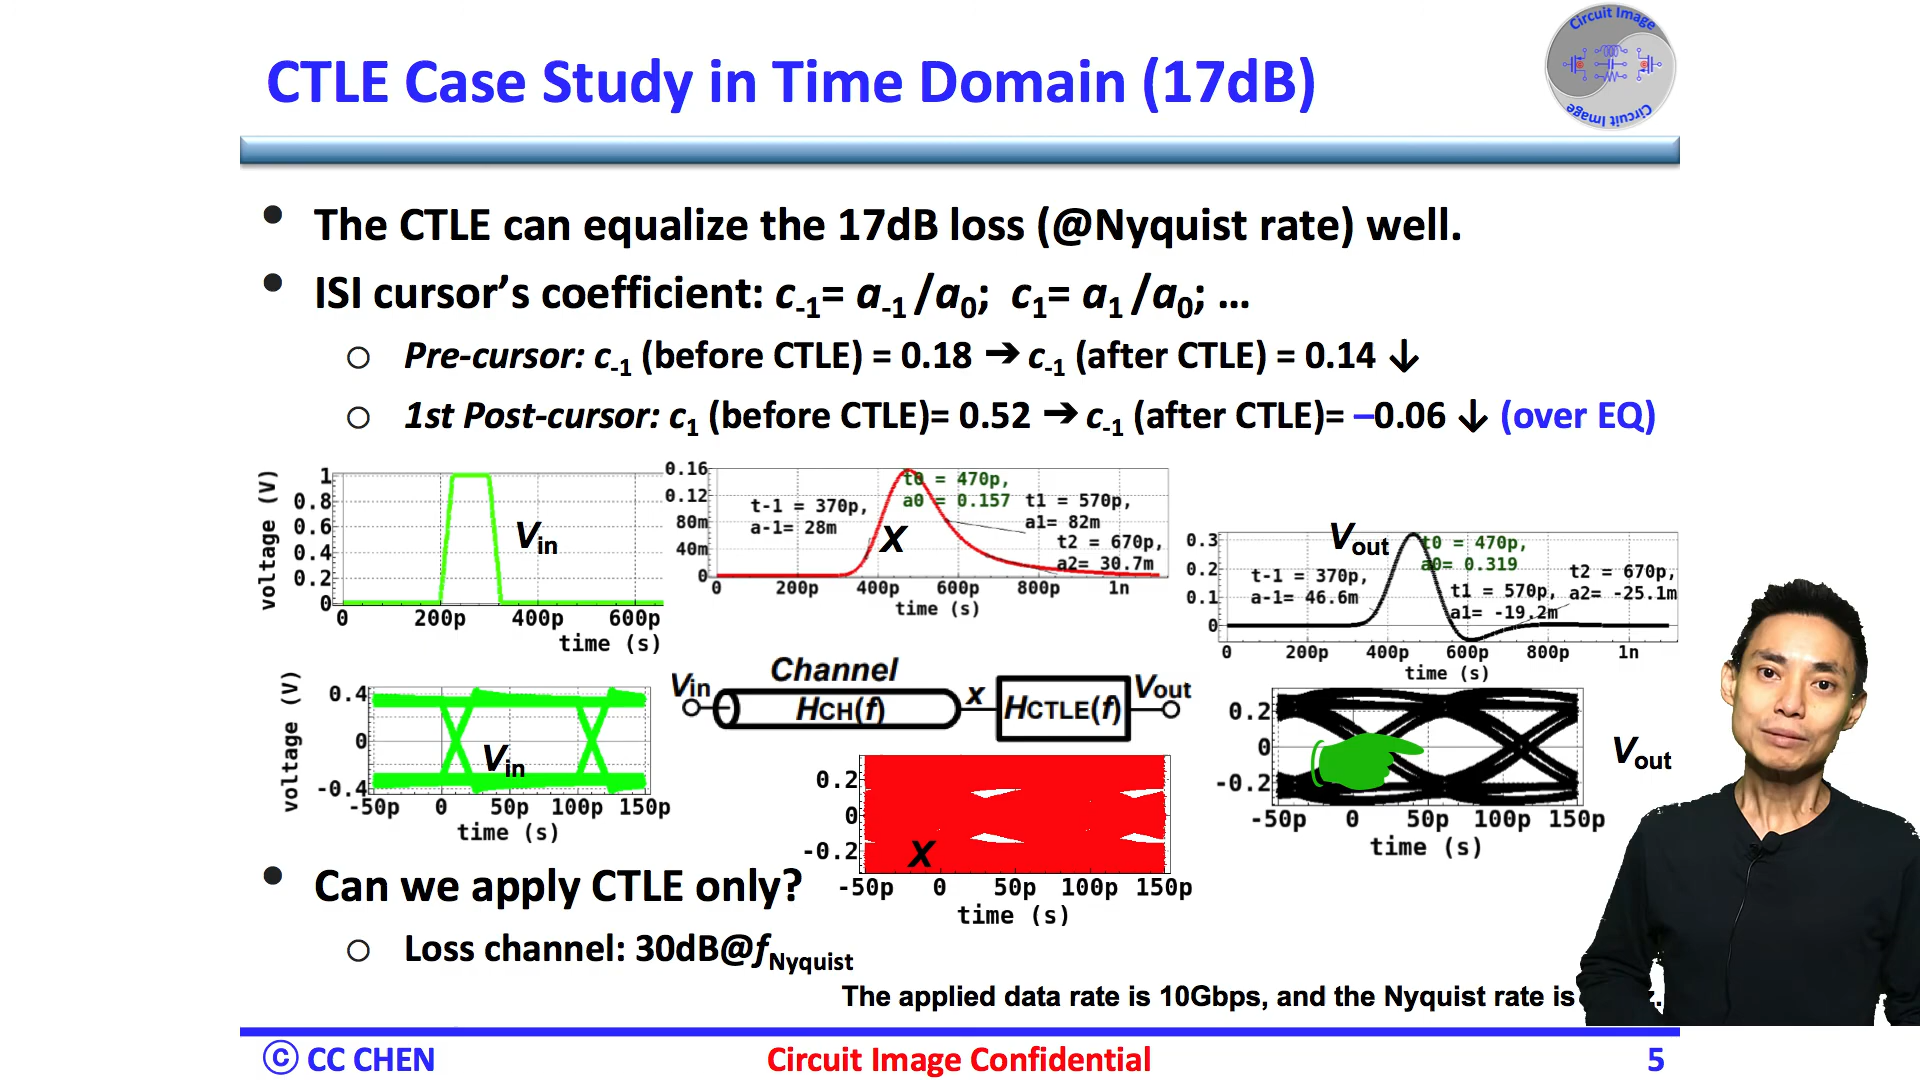 Circuit Image
Circuit Image
CTLE Case Study in Time Domain (17dB)
• The CTLE can equalize the 17dB loss (@Nyquist rate) well.
• ISI cursor's coefficient: c-1= a-1 /a0; c1= a1 /a0; ...
o Pre-cursor: c-1 (before CTLE) = 0.18 → c-1 (after CTLE) = 0.14 ↓
o 1st Post-cursor: c1 (before CTLE)= 0.52 → c-1 (after CTLE)= –0.06 ↓ (over EQ)
voltage (V)
1
0.8
0.6
0.4
0.2
0
Vin
0 200p 400p 600p
time (s)
0.16
0.12
80m
40m
0
t0 = 470p,
a0 = 0.157
t-1 = 370p,
a-1= 28m
X
t1 = 570p,
a1= 82m
t2 = 670p,
a2= 30.7m
0 200p 400p 600p 800p 1n
time (s)
Vout
0.3
0.2
0.1
0
t0 = 470p,
a0= 0.319
t-1 = 370p,
a-1= 46.6m
t1 = 570p,
a1= -19.2m
t2 = 670p,
a2= -25.1m
0 200p 400p 600p 800p 1n
time (s)
voltage (V)
0.4
0
-0.4
Vin
-50p 0 50p 100p 150p
time (s)
Channel
Vin
HCH(f)
x
HCTLE(f)
Vout
0.2
0
-0.2
X
-50p 0 50p 100p 150p
time (s)
0.2
0
-0.2
Vout
-50p 0 50p 100p 150p
time (s)
• Can we apply CTLE only?
o Loss channel: 30dB@fNyquist
The applied data rate is 10Gbps, and the Nyquist rate is
© CC CHEN
Circuit Image Confidential
5